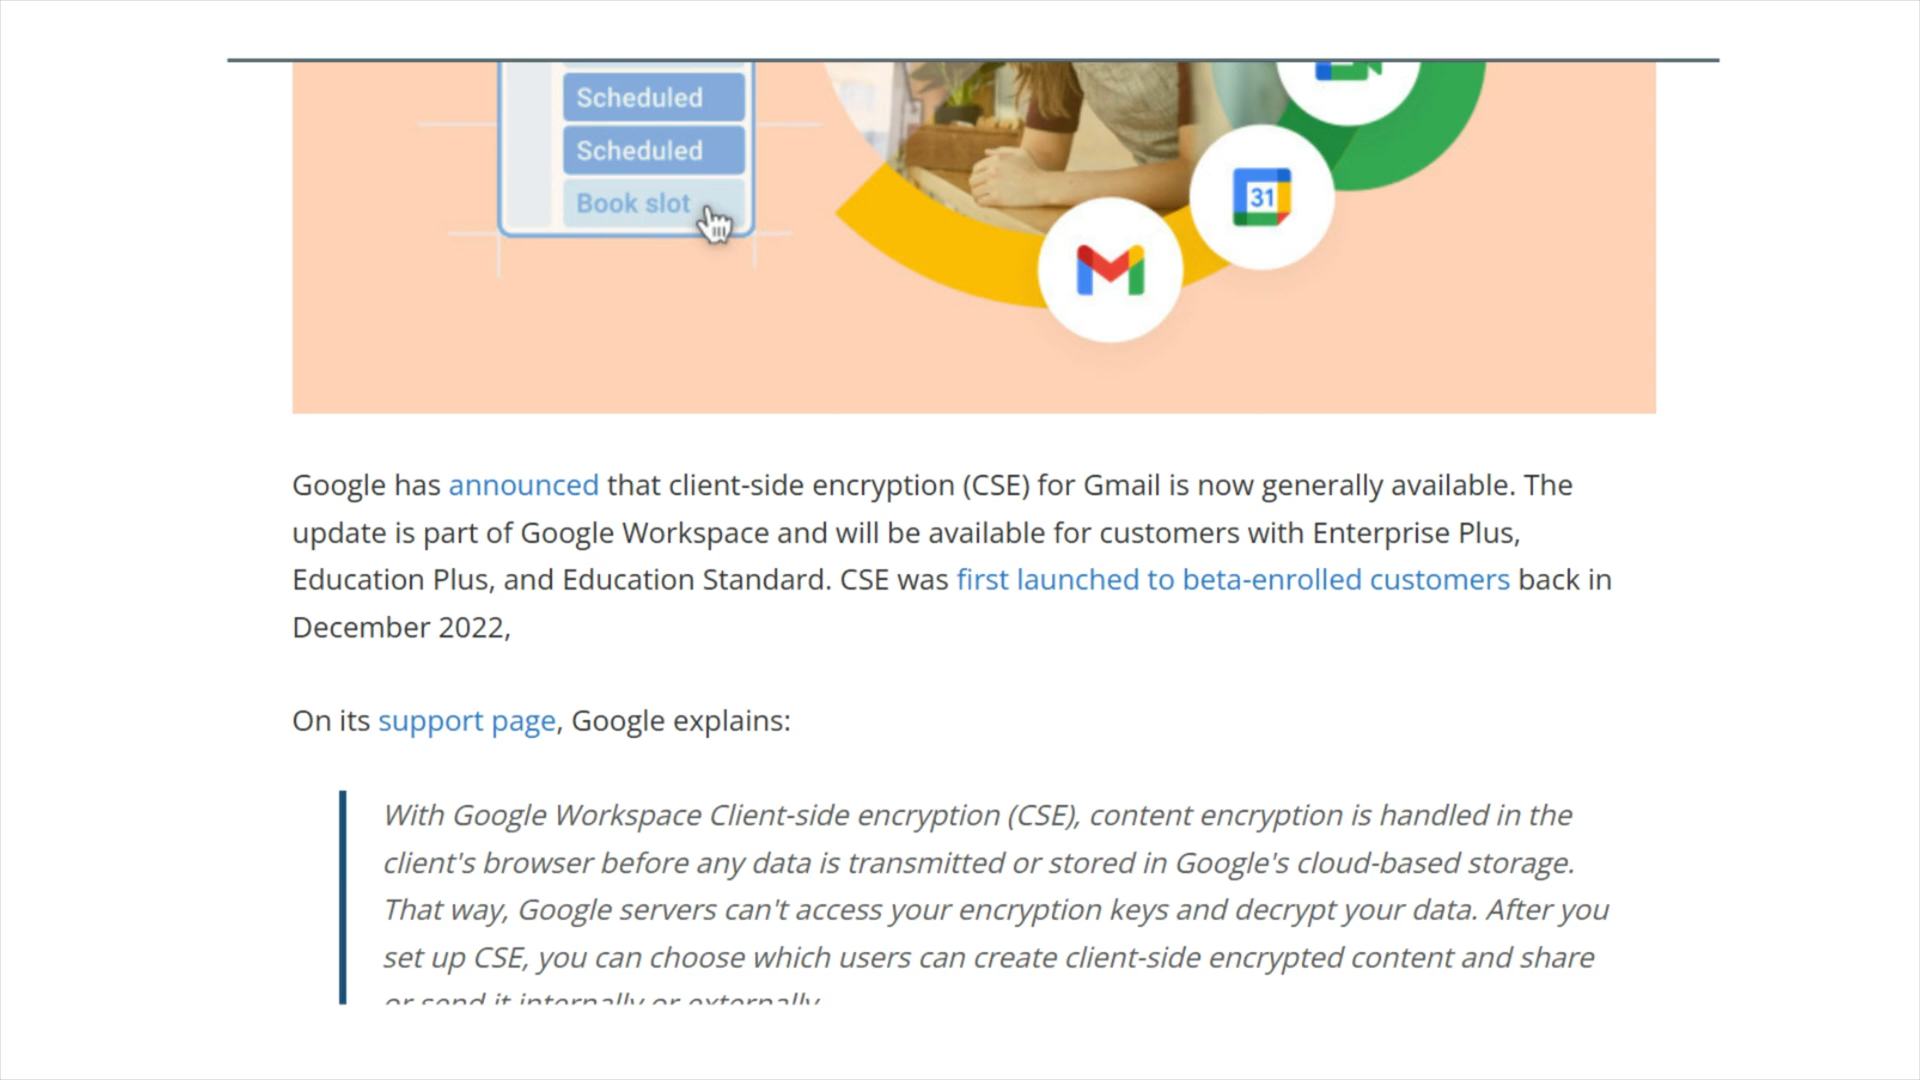 Scheduled
Scheduled
Book slot
31
Google has announced that client-side encryption (CSE) for Gmail is now generally available. The
update is part of Google Workspace and will be available for customers with Enterprise Plus,
Education Plus, and Education Standard. CSE was first launched to beta-enrolled customers back in
December 2022,
On its support page, Google explains:
With Google Workspace Client-side encryption (CSE), content encryption is handled in the
client's browser before any data is transmitted or stored in Google's cloud-based storage.
That way, Google servers can't access your encryption keys and decrypt your data. After you
set up CSE, you can choose which users can create client-side encrypted content and share
or send it internally or externally